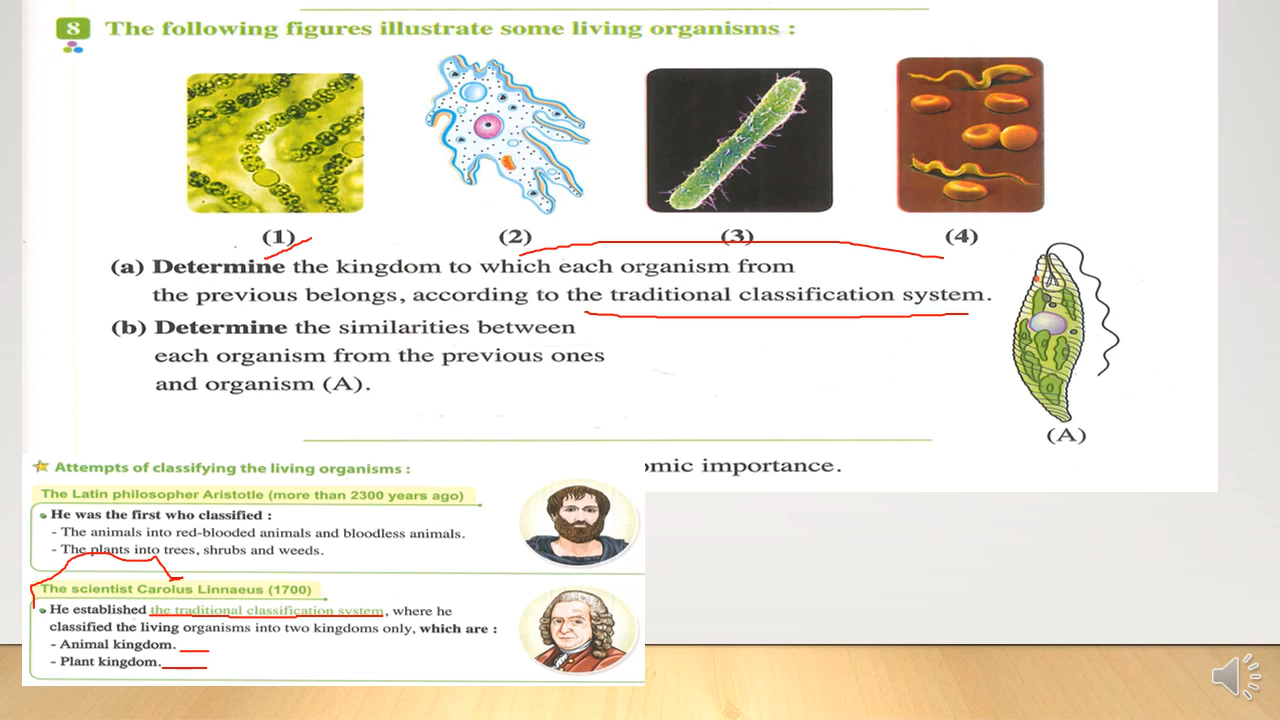 8 The following figures illustrate some living organisms :
(1) (2) (3) (4)
(a) Determine the kingdom to which each organism from
the previous belongs, according to the traditional classification system.
(b) Determine the similarities between
each organism from the previous ones
and organism (A).
(A)
omic importance.
Attempts of classifying the living organisms :
The Latin philosopher Aristotle (more than 2300 years ago)
He was the first who classified :
- The animals into red-blooded animals and bloodless animals.
- The plants into trees, shrubs and weeds.
The scientist Carolus Linnaeus (1700)
He established the traditional classification system, where he
classified the living organisms into two kingdoms only, which are :
- Animal kingdom.
- Plant kingdom.